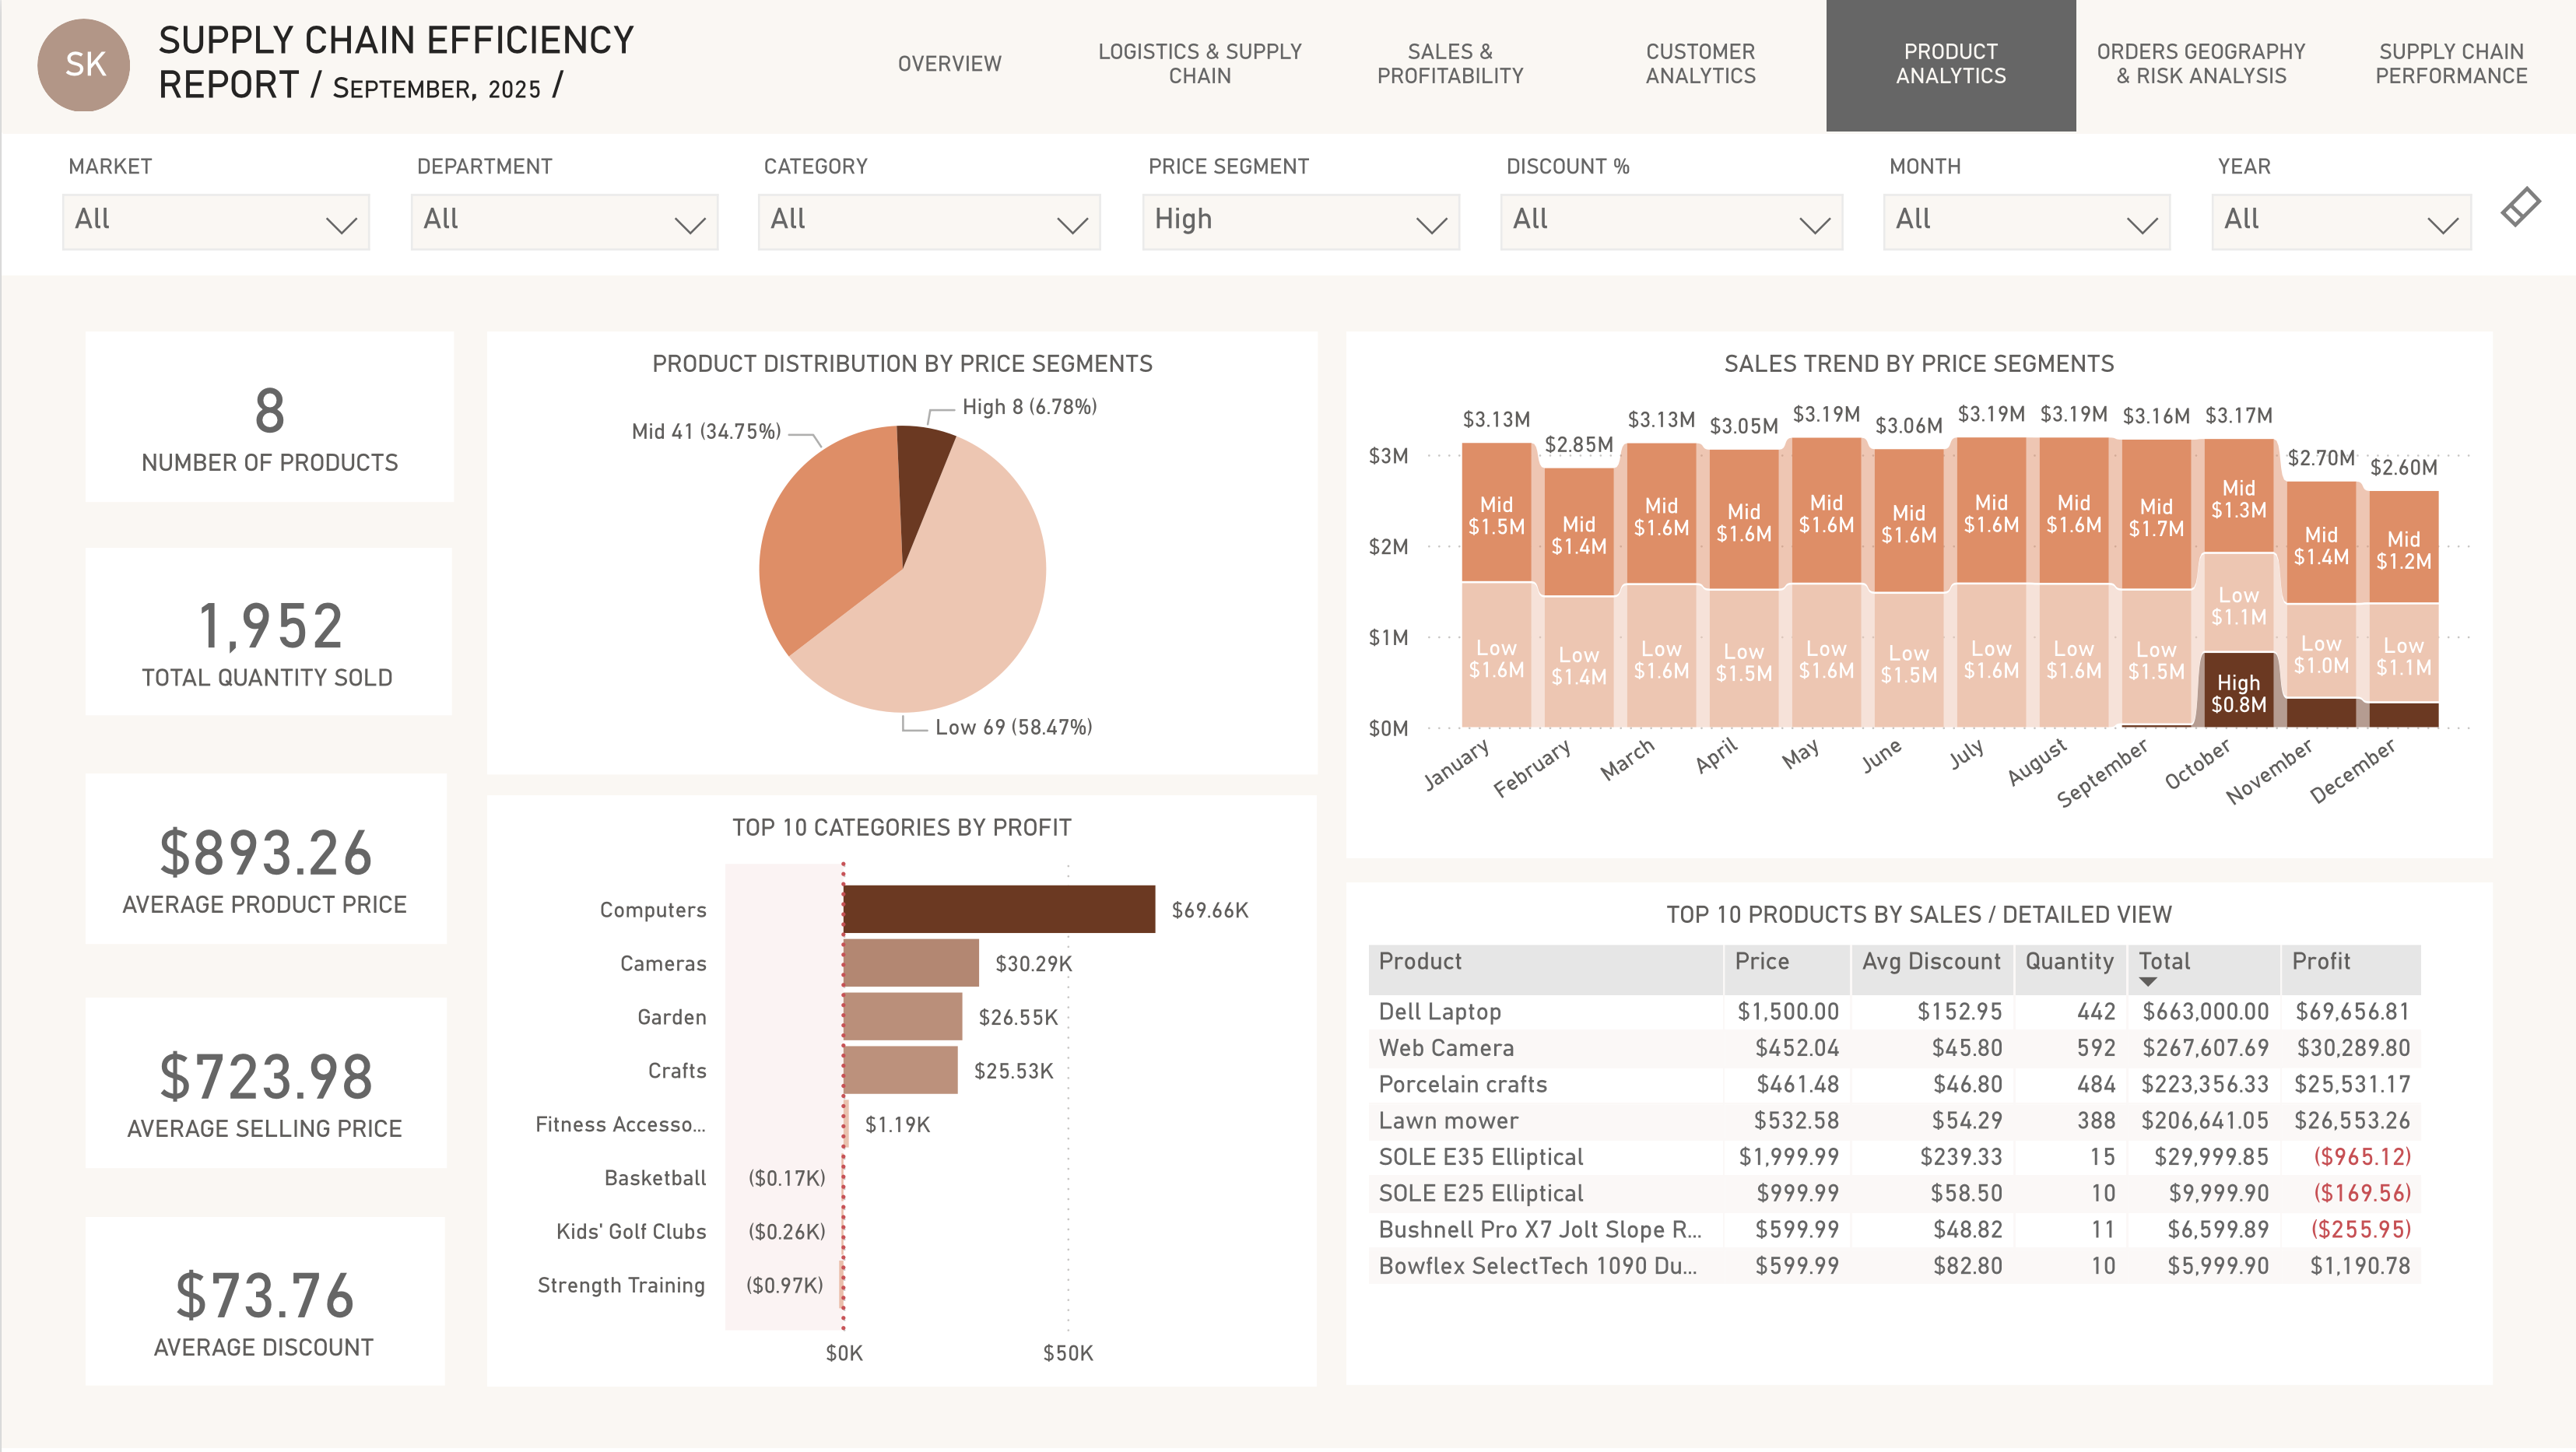 SK
SUPPLY CHAIN EFFICIENCY
REPORT / SEPTEMBER, 2025 /
OVERVIEW
LOGISTICS & SUPPLY
CHAIN
SALES &
PROFITABILITY
CUSTOMER
ANALYTICS
PRODUCT
ANALYTICS
ORDERS GEOGRAPHY
& RISK ANALYSIS
SUPPLY CHAIN
PERFORMANCE
MARKET
All
DEPARTMENT
All
CATEGORY
All
PRICE SEGMENT
High
DISCOUNT %
All
MONTH
All
YEAR
All
8
NUMBER OF PRODUCTS
1,952
TOTAL QUANTITY SOLD
$893.26
AVERAGE PRODUCT PRICE
$723.98
AVERAGE SELLING PRICE
$73.76
AVERAGE DISCOUNT
PRODUCT DISTRIBUTION BY PRICE SEGMENTS
High 8 (6.78%)
Mid 41 (34.75%)
Low 69 (58.47%)
TOP 10 CATEGORIES BY PROFIT
Computers $69.66K
Cameras $30.29K
Garden $26.55K
Crafts $25.53K
Fitness Accesso... $1.19K
Basketball ($0.17K)
Kids' Golf Clubs ($0.26K)
Strength Training ($0.97K)
$0K $50K
SALES TREND BY PRICE SEGMENTS
$3.13M $2.85M $3.13M $3.05M $3.19M $3.06M $3.19M $3.19M $3.16M $3.17M $2.70M $2.60M
$3M
Mid Mid Mid Mid Mid Mid Mid Mid Mid Mid Mid Mid
$1.5M $1.4M $1.6M $1.6M $1.6M $1.6M $1.6M $1.6M $1.7M $1.3M $1.4M $1.2M
$2M
Low Low Low Low Low Low Low Low Low Low Low Low
$1.6M $1.4M $1.6M $1.5M $1.6M $1.5M $1.6M $1.6M $1.5M $1.1M $1.0M $1.1M
$1M
High
$0.8M
$0M
January February March April May June July August September October November December
TOP 10 PRODUCTS BY SALES / DETAILED VIEW
Product Price Avg Discount Quantity Total Profit
Dell Laptop $1,500.00 $152.95 442 $663,000.00 $69,656.81
Web Camera $452.04 $45.80 592 $267,607.69 $30,289.80
Porcelain crafts $461.48 $46.80 484 $223,356.33 $25,531.17
Lawn mower $532.58 $54.29 388 $206,641.05 $26,553.26
SOLE E35 Elliptical $1,999.99 $239.33 15 $29,999.85 ($965.12)
SOLE E25 Elliptical $999.99 $58.50 10 $9,999.90 ($169.56)
Bushnell Pro X7 Jolt Slope R... $599.99 $48.82 11 $6,599.89 ($255.95)
Bowflex SelectTech 1090 Du... $599.99 $82.80 10 $5,999.90 $1,190.78